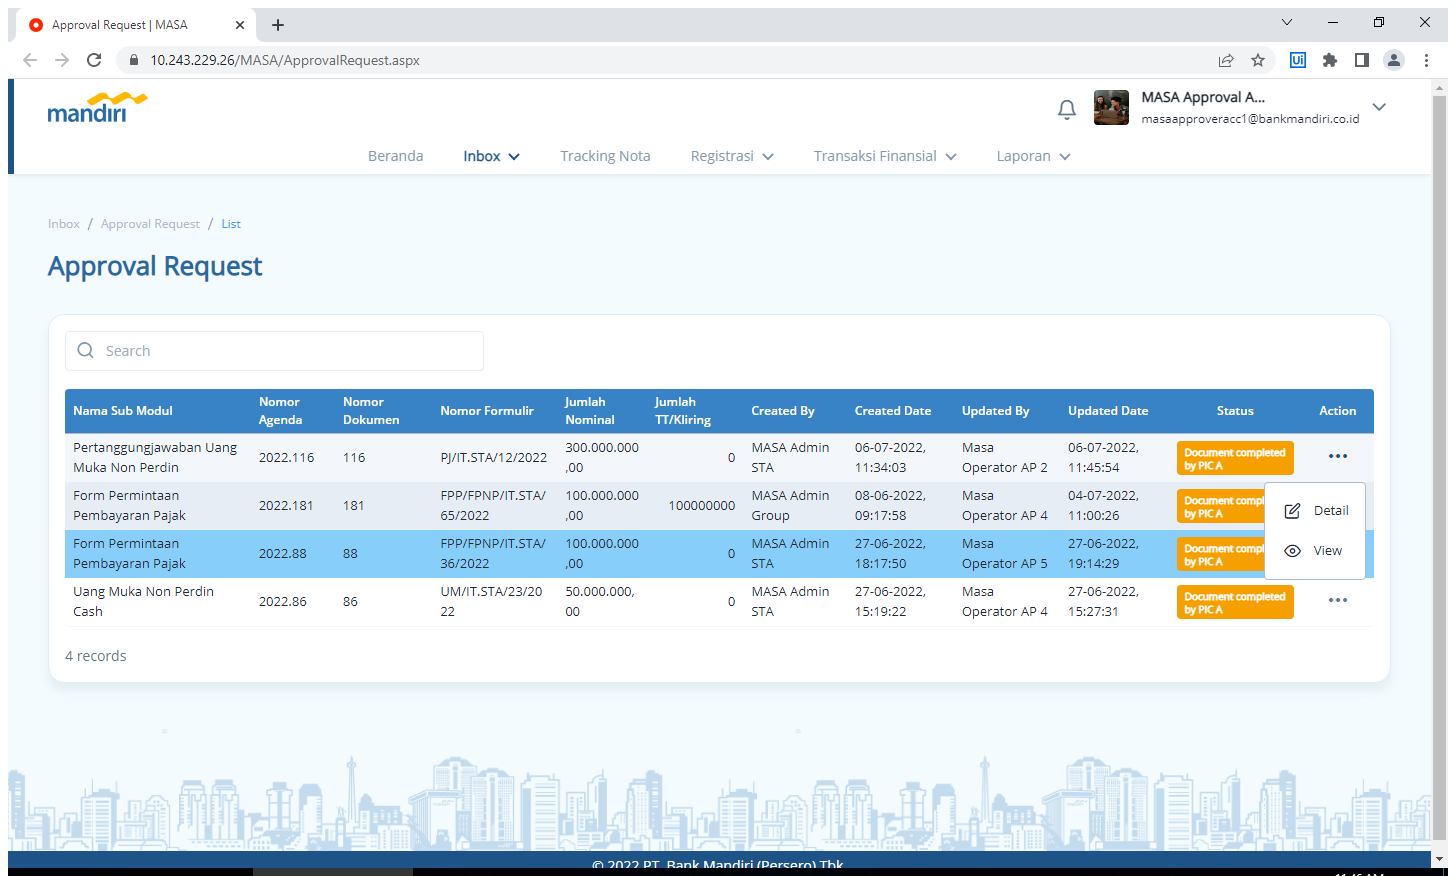 Approval Request | MASA
10.243.229.26/MASA/ApprovalRequest.aspx
Ui
mandiri
MASA Approval A...
masaapproveracc1@bankmandiri.co.id
Beranda
Inbox
Tracking Nota
Registrasi
Transaksi Finansial
Laporan
Inbox / Approval Request / List
Approval Request
Search
Nama Sub Modul
Nomor
Agenda
Nomor
Dokumen
Nomor Formulir
Jumlah
Nominal
Jumlah
TT/Kliring
Created By
Created Date
Updated By
Updated Date
Status
Action
Pertanggungjawaban Uang
Muka Non Perdin
2022.116
116
PJ/IT.STA/12/2022
300.000.000
,00
0
MASA Admin
STA
06-07-2022,
11:34:03
Masa
Operator AP 2
06-07-2022,
11:45:54
Document completed
by PIC A
Form Permintaan
Pembayaran Pajak
2022.181
181
FPP/FPNP/IT.STA/
65/2022
100.000.000
,00
100000000
MASA Admin
Group
08-06-2022,
09:17:58
Masa
Operator AP 4
04-07-2022,
11:00:26
Document compl
by PIC A
Detail
View
Form Permintaan
Pembayaran Pajak
2022.88
88
FPP/FPNP/IT.STA/
36/2022
100.000.000
,00
0
MASA Admin
STA
27-06-2022,
18:17:50
Masa
Operator AP 5
27-06-2022,
19:14:29
Document compl
by PIC A
Uang Muka Non Perdin
Cash
2022.86
86
UM/IT.STA/23/20
22
50.000.000,
00
0
MASA Admin
STA
27-06-2022,
15:19:22
Masa
Operator AP 4
27-06-2022,
15:27:31
Document completed
by PIC A
4 records
© 2022 PT. Bank Mandiri (Persero) Tbk